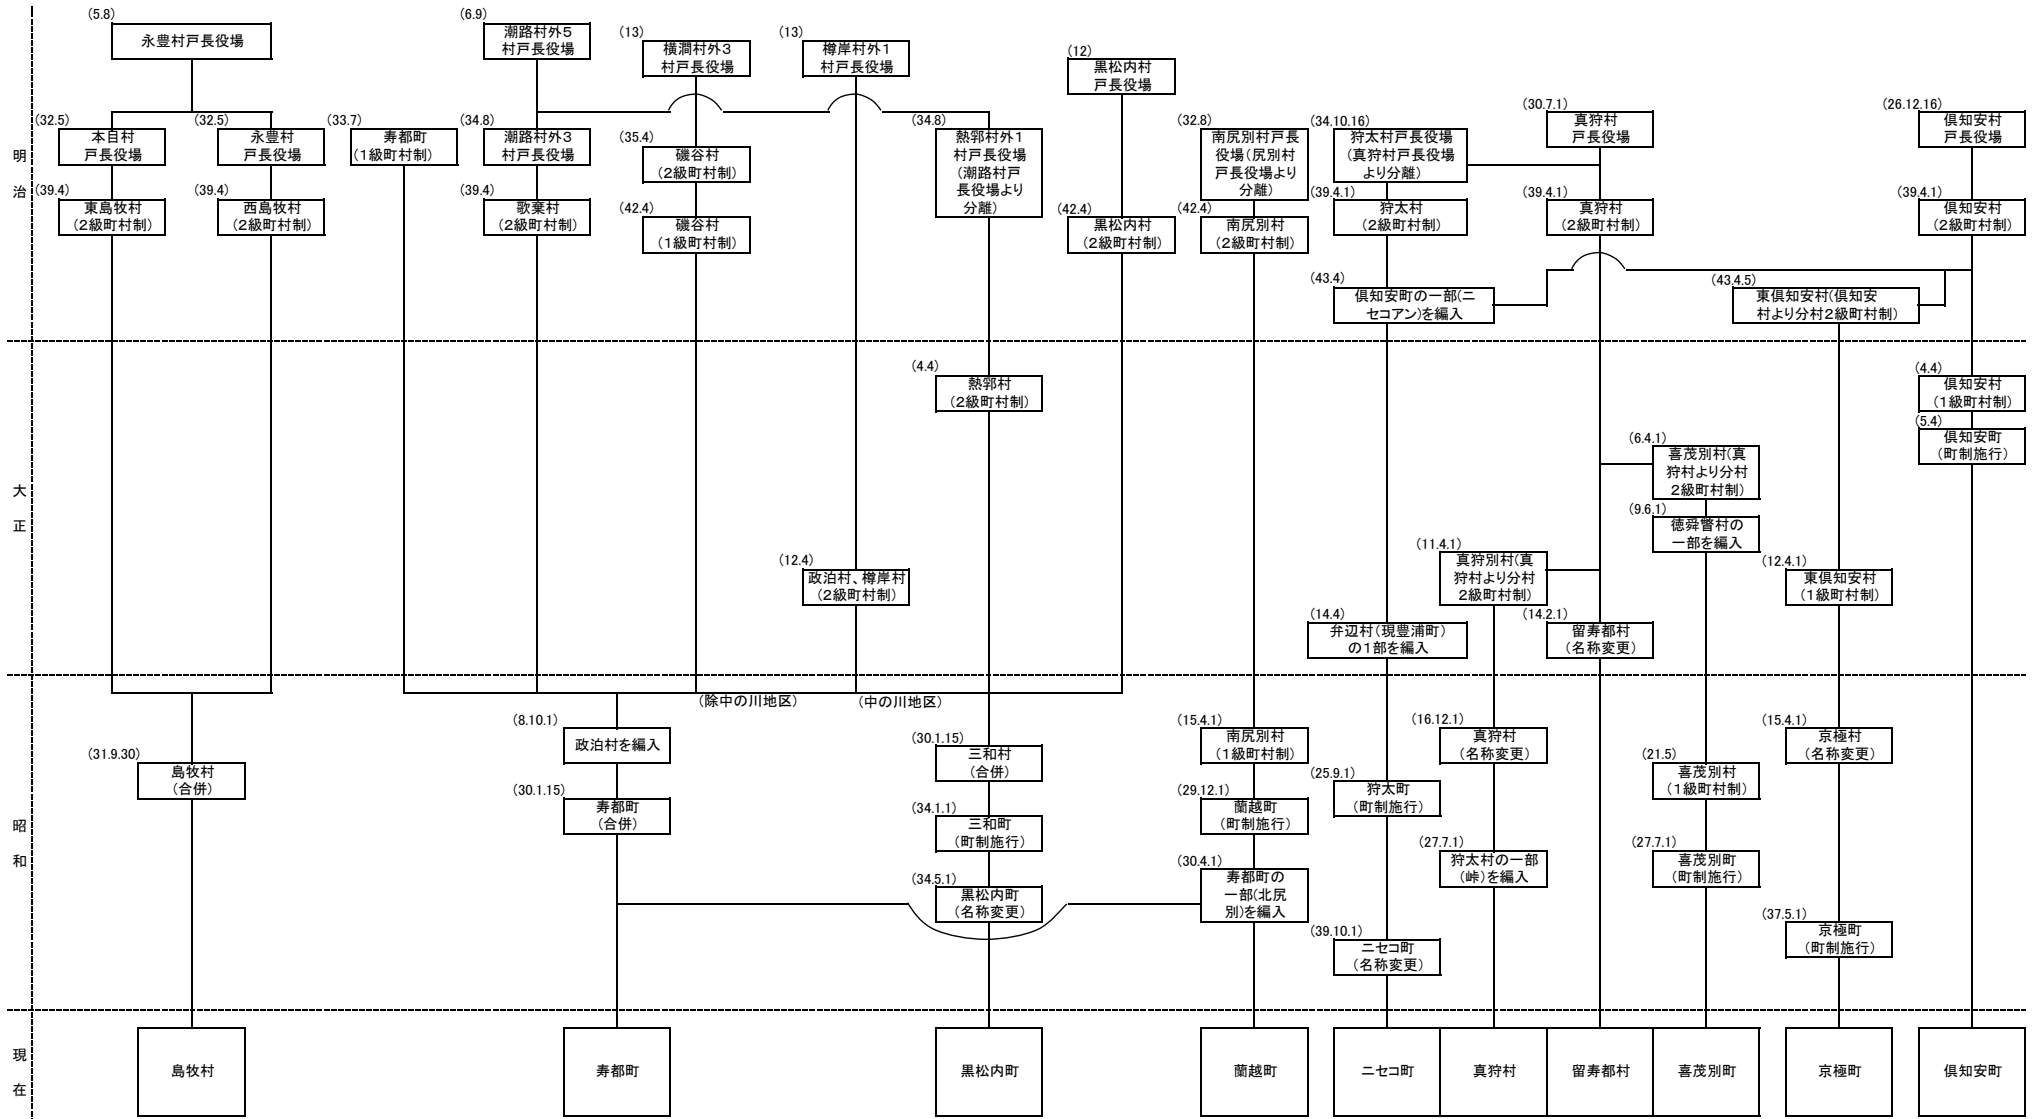 明
治
(5.8)
永豊村戸長役場
(6.9)
潮路村外5
村戸長役場
(13)
横澗村外3
村戸長役場
(13)
樽岸村外1
村戸長役場
(12)
黒松内村
戸長役場
(32.5)
本目村
戸長役場
(32.5)
永豊村
戸長役場
(33.7)
寿都町
(1級町村制)
(34.8)
潮路村外3
村戸長役場
(35.4)
磯谷村
(2級町村制)
(34.8)
熱郛村外1
村戸長役場
(潮路村戸
長役場より
分離)
(32.8)
南尻別村戸長
役場(尻別村
戸長役場より
分離)
(34.10.16)
狩太村戸長役場
(真狩村戸長役場
より分離)
(30.7.1)
真狩村
戸長役場
(26.12.16)
倶知安村
戸長役場
(39.4)
東島牧村
(2級町村制)
(39.4)
西島牧村
(2級町村制)
(39.4)
歌棄村
(2級町村制)
(42.4)
磯谷村
(1級町村制)
(42.4)
黒松内村
(2級町村制)
(42.4)
南尻別村
(2級町村制)
(39.4.1)
狩太村
(2級町村制)
(39.4.1)
真狩村
(2級町村制)
(39.4.1)
倶知安村
(2級町村制)
(43.4)
倶知安町の一部(ニ
セコアン)を編入
(43.4.5)
東倶知安村(倶知安
村より分村2級町村制)
大
正
(4.4)
熱郛村
(2級町村制)
(4.4)
倶知安村
(1級町村制)
(5.4)
倶知安町
(町制施行)
(6.4.1)
喜茂別村(真
狩村より分村
2級町村制)
(9.6.1)
徳舜瞥村の
一部を編入
(12.4)
政泊村、樽岸村
(2級町村制)
(11.4.1)
真狩別村(真
狩村より分村
2級町村制)
(12.4.1)
東倶知安村
(1級町村制)
(14.4)
弁辺村(現豊浦町)
の1部を編入
(14.2.1)
留寿都村
(名称変更)
昭
和
(除中の川地区)
(中の川地区)
(31.9.30)
島牧村
(合併)
(8.10.1)
政泊村を編入
(30.1.15)
寿都町
(合併)
(30.1.15)
三和村
(合併)
(34.1.1)
三和町
(町制施行)
(34.5.1)
黒松内町
(名称変更)
(15.4.1)
南尻別村
(1級町村制)
(29.12.1)
蘭越町
(町制施行)
(30.4.1)
寿都町の
一部(北尻
別)を編入
(25.9.1)
狩太町
(町制施行)
(39.10.1)
ニセコ町
(名称変更)
(16.12.1)
真狩村
(名称変更)
(27.7.1)
狩太村の一部
(峠)を編入
(21.5)
喜茂別村
(1級町村制)
(27.7.1)
喜茂別町
(町制施行)
(15.4.1)
京極村
(名称変更)
(37.5.1)
京極町
(町制施行)
現
在
島牧村
寿都町
黒松内町
蘭越町
ニセコ町
真狩村
留寿都村
喜茂別町
京極町
倶知安町